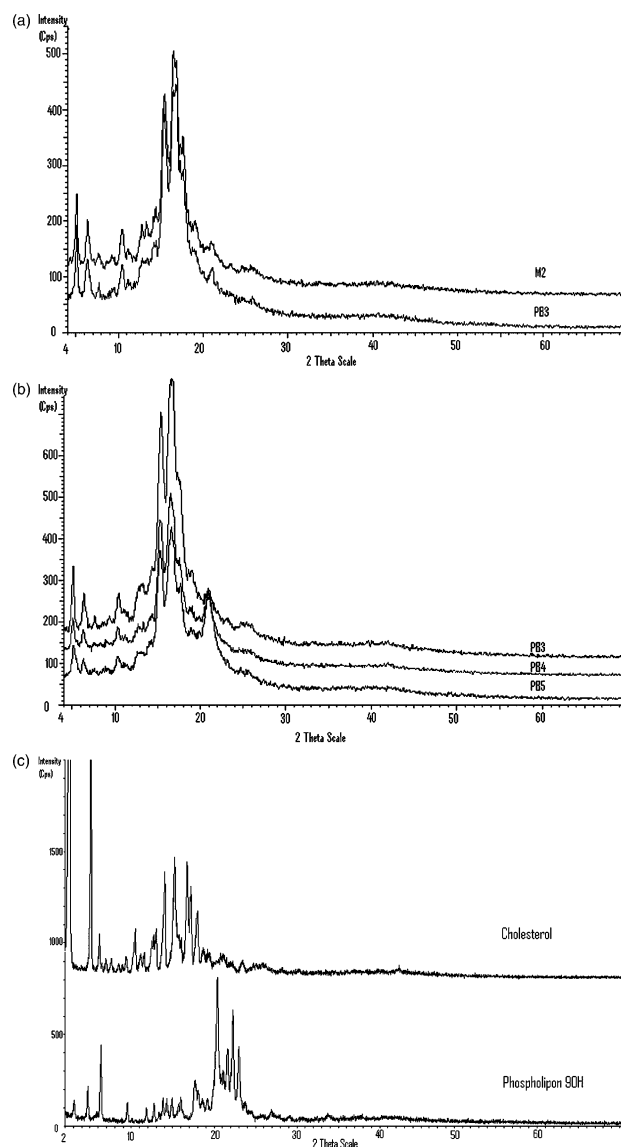 (a) Intensity
(Cps)
500
400
300
200
100
0
M2
PB3
4 10 20 30 40 50 60
2 Theta Scale
(b) Intensity
(Cps)
600
500
400
300
200
100
0
PB3
PB4
PB5
4 10 20 30 40 50 60
2 Theta Scale
(c) Intensity
(Cps)
1500
1000
500
0
Cholesterol
Phospholipon 90H
2 10 20 30 40 50 60
2 Theta Scale